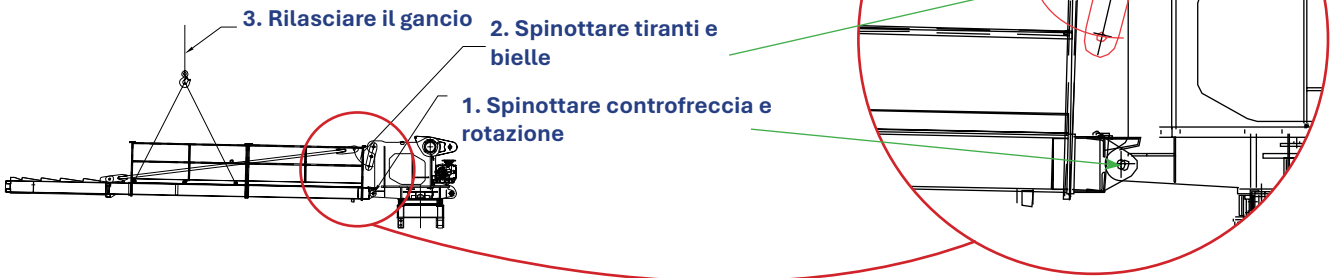 3. Rilasciare il gancio
2. Spinottare tiranti e
bielle
1. Spinottare controfreccia e
rotazione